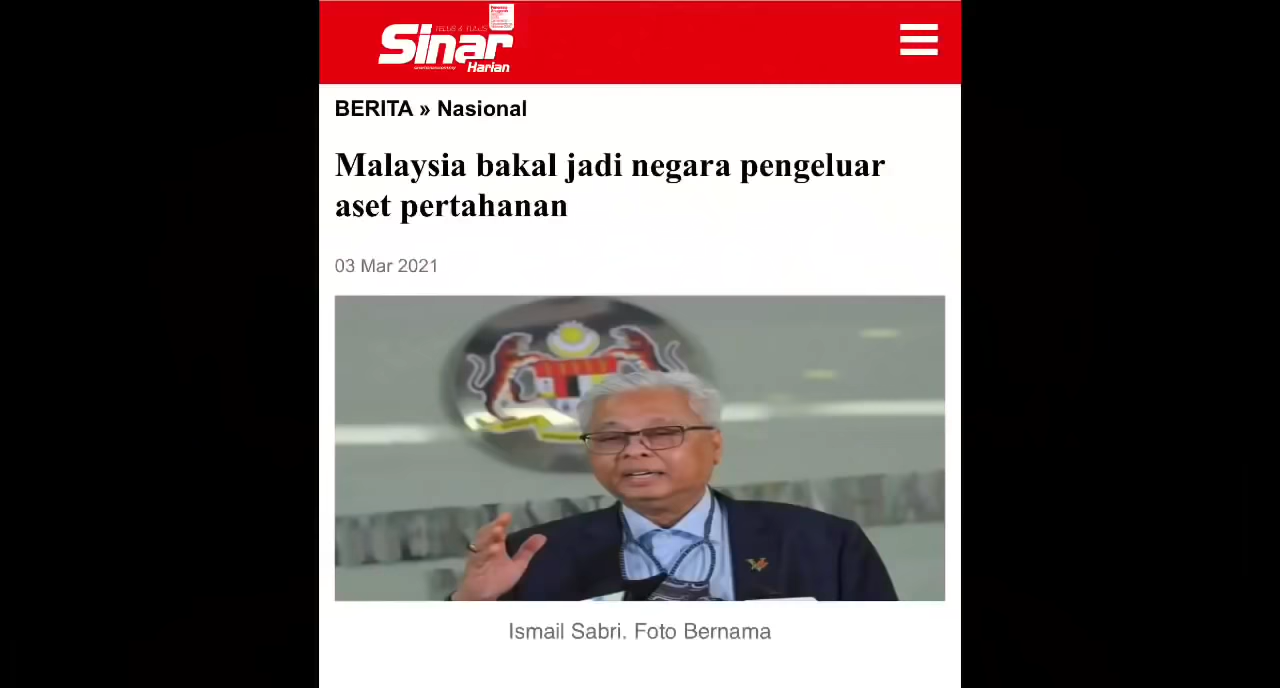 Sinar
Harian
BERITA » Nasional
Malaysia bakal jadi negara pengeluar
aset pertahanan
03 Mar 2021
Ismail Sabri. Foto Bernama